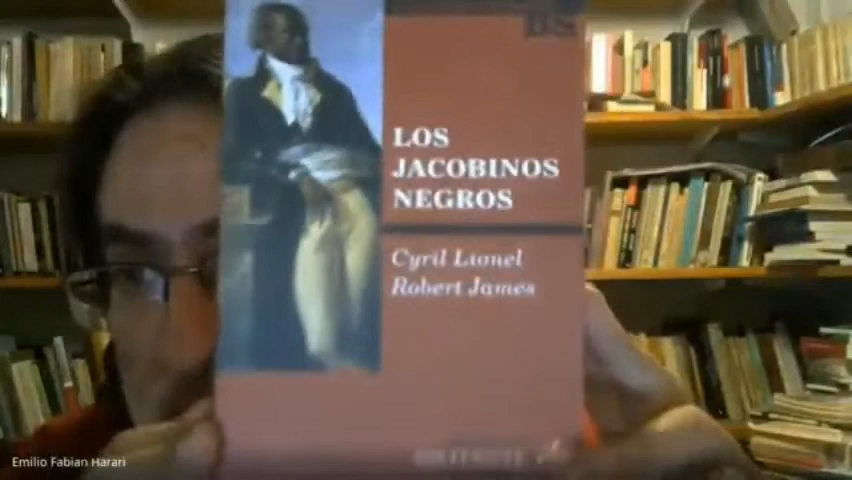 LOS
JACOBINOS
NEGROS
Cyril Lionel
Robert James
Emilio Fabian Harari